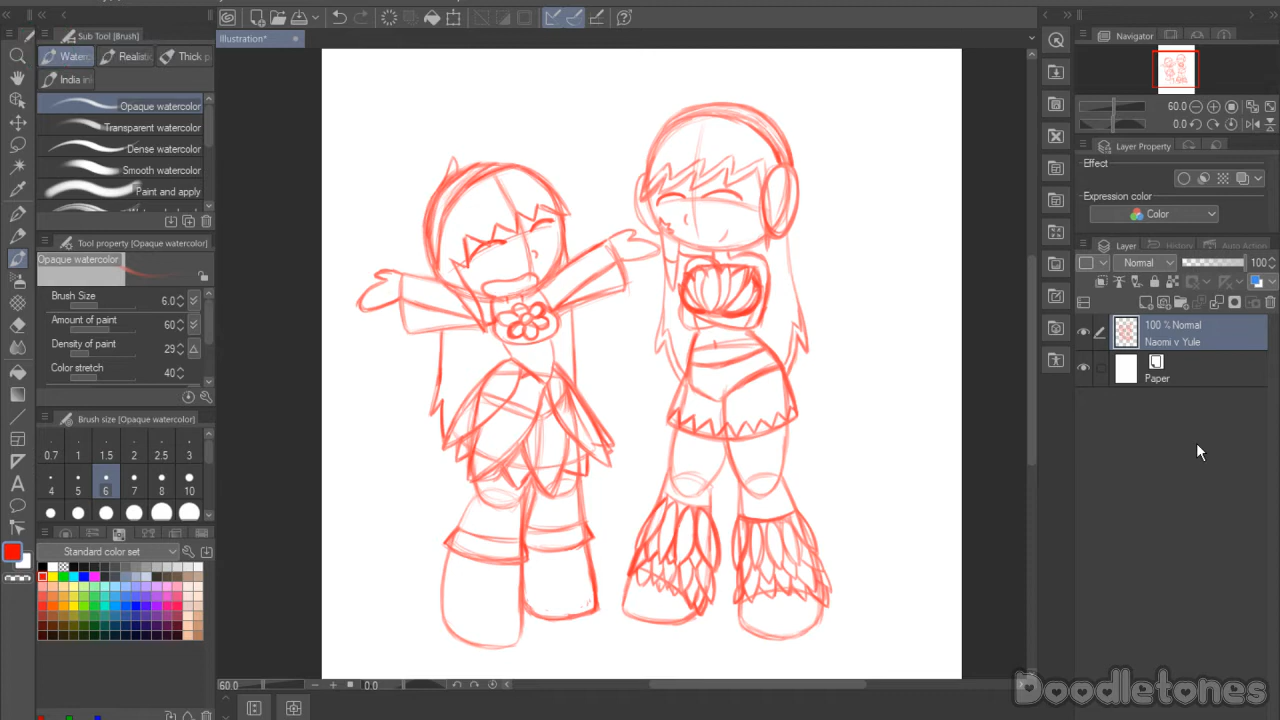 Sub Tool [Brush]
Waterc
Realistic
Thick p
India in
Opaque watercolor
Transparent watercolor
Dense watercolor
Smooth watercolor
Paint and apply
Tool property [Opaque watercolor]
Opaque watercolor
Brush Size 6.0
Amount of paint 60
Density of paint 29
Color stretch 40
Brush size [Opaque watercolor]
0.7 1 1.5 2 2.5 3
4 5 6 7 8 10
Standard color set
Illustration*
60.0
0.0
Navigator
60.0
0.0
Layer Property
Effect
Expression color
Color
Layer
History
Auto Action
Normal
100
100 % Normal
Naomi v Yule
Paper
Doodletones